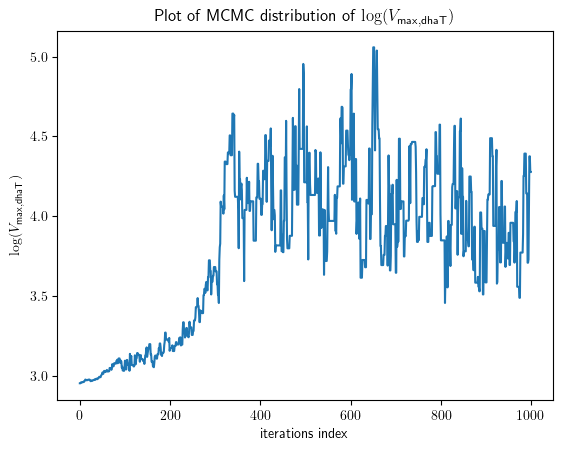 Plot of MCMC distribution of log(V_max,dhaT)
5.0
4.5
4.0
3.5
3.0
log(V_max,dhaT)
0 200 400 600 800 1000
iterations index